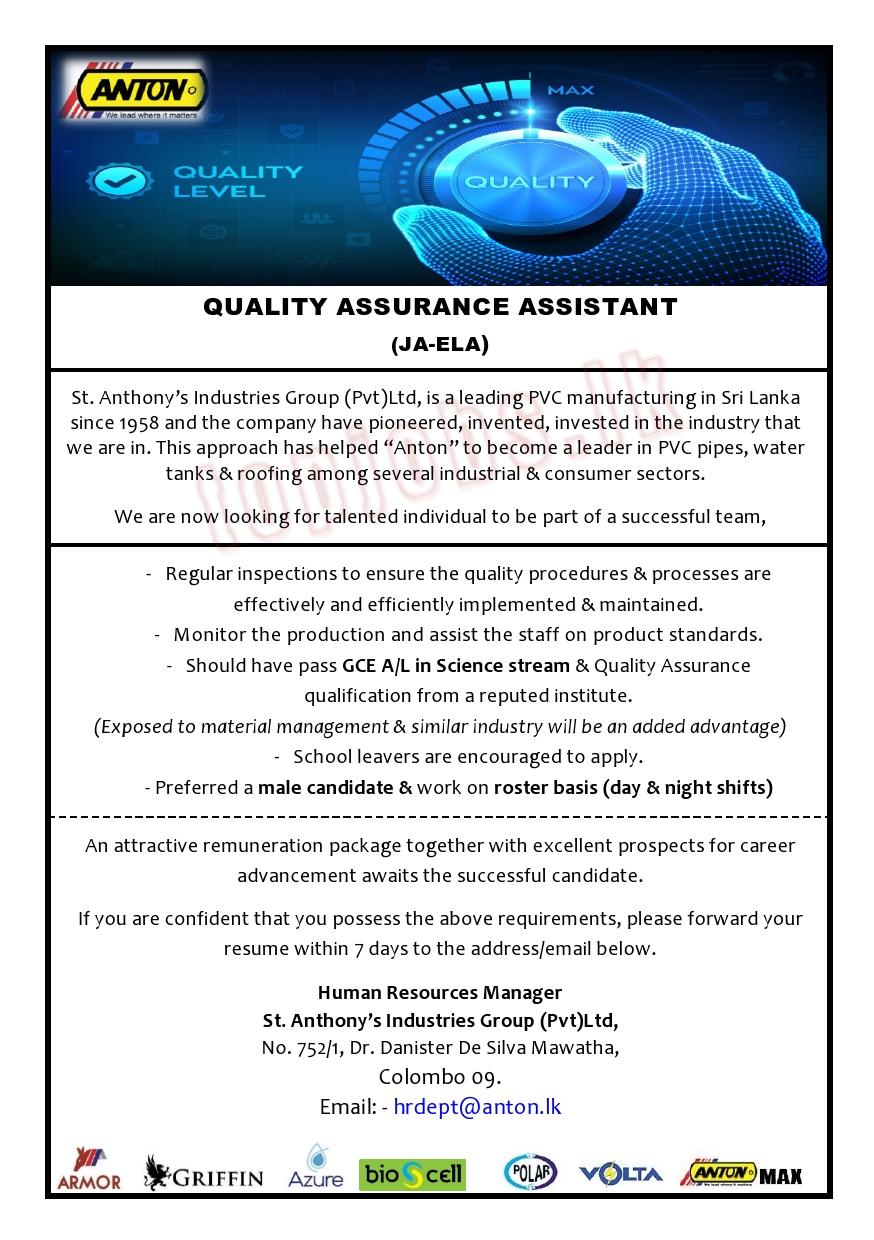 ANTON
We lead where it matters
MAX
QUALITY
LEVEL
QUALITY
QUALITY ASSURANCE ASSISTANT
(JA-ELA)
topjobs.lk
St. Anthony’s Industries Group (Pvt)Ltd, is a leading PVC manufacturing in Sri Lanka
since 1958 and the company have pioneered, invented, invested in the industry that
we are in. This approach has helped “Anton” to become a leader in PVC pipes, water
tanks & roofing among several industrial & consumer sectors.
We are now looking for talented individual to be part of a successful team,
- Regular inspections to ensure the quality procedures & processes are
effectively and efficiently implemented & maintained.
- Monitor the production and assist the staff on product standards.
- Should have pass GCE A/L in Science stream & Quality Assurance
qualification from a reputed institute.
(Exposed to material management & similar industry will be an added advantage)
- School leavers are encouraged to apply.
- Preferred a male candidate & work on roster basis (day & night shifts)
An attractive remuneration package together with excellent prospects for career
advancement awaits the successful candidate.
If you are confident that you possess the above requirements, please forward your
resume within 7 days to the address/email below.
Human Resources Manager
St. Anthony’s Industries Group (Pvt)Ltd,
No. 752/1, Dr. Danister De Silva Mawatha,
Colombo 09.
Email: - hrdept@anton.lk
ARMOR GRIFFIN Azure bio cell POLAR VOLTA ANTON MAX
We lead where it matters